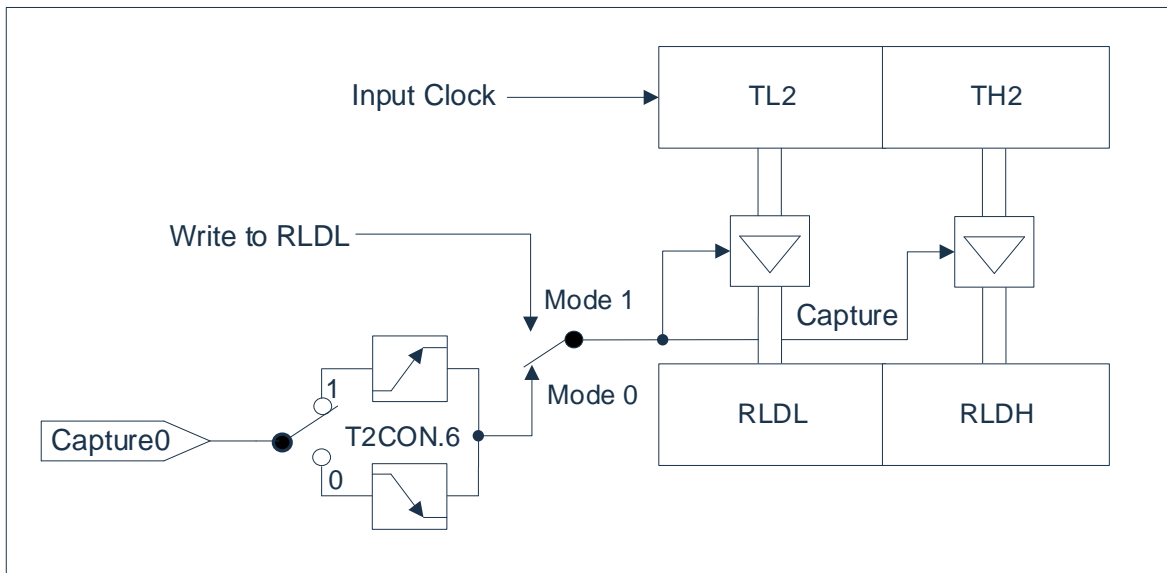 TL2
TH2
Input Clock
Write to RLDL
Mode 1
Capture
Mode 0
1
RLDL
RLDH
Capture0
T2CON.6
0